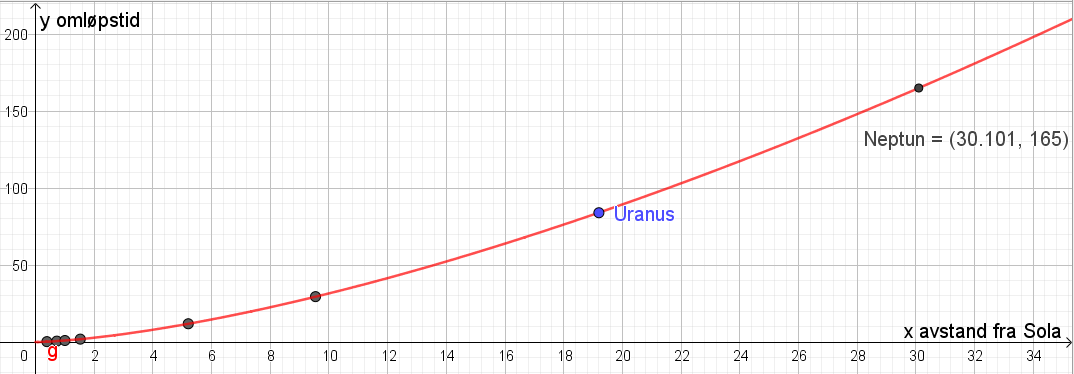 y omløpstid
200
150
100
50
Neptun = (30.101, 165)
Uranus
x avstand fra Sola
g
0 2 4 6 8 10 12 14 16 18 20 22 24 26 28 30 32 34